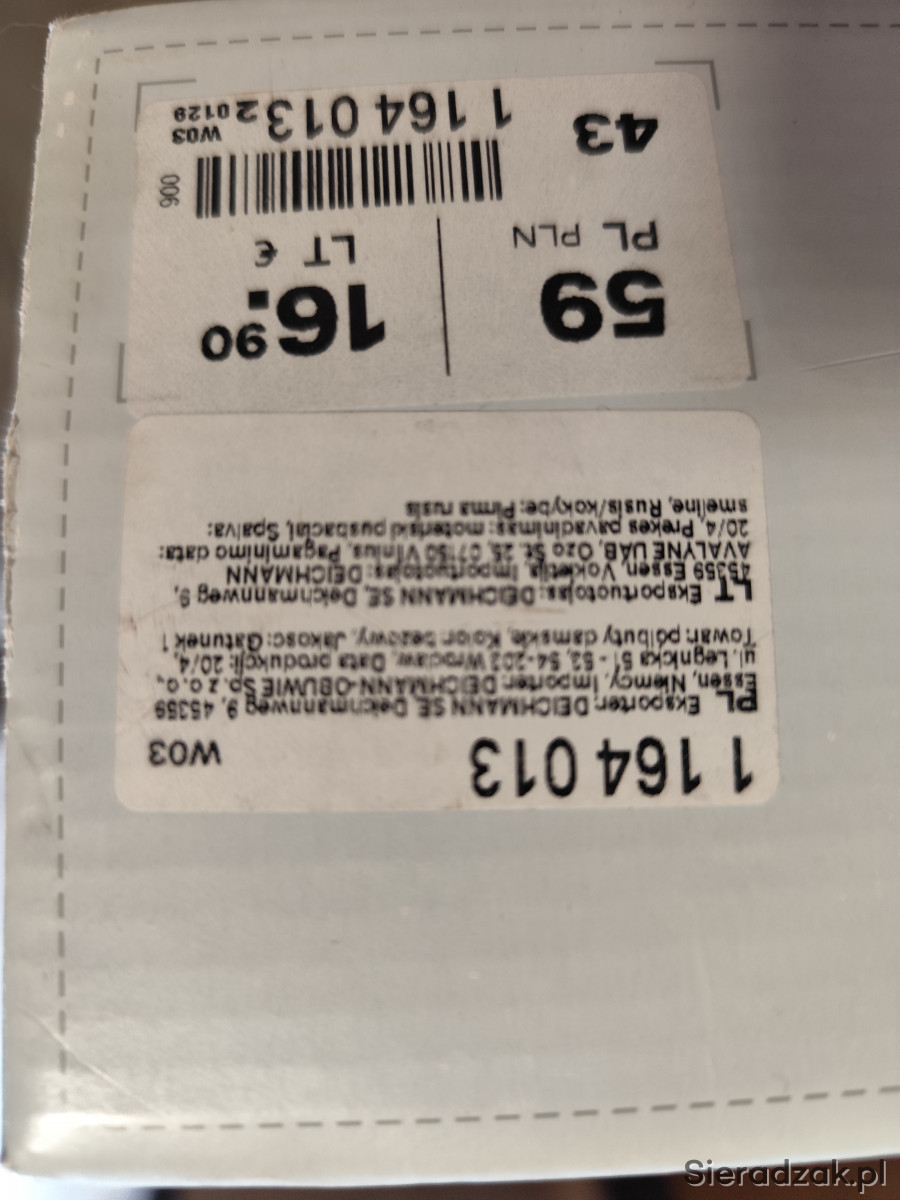 1 164 013
W03
PL Eksporter: DEICHMANN SE, Deichmannweg 9, 45359
Essen, Niemcy, Importer: DEICHMANN-OBUWIE Sp. z o. o.,
ul. Legnicka 51 - 53, 54-203 Wrocław, Data produkcji: 20/4,
Towar: półbuty damskie, Kolor: beżowy, Jakość: Gatunek 1
LT Eksportuotojas: DEICHMANN SE, Deichmannweg 9,
45359 Essen, Vokietija, Importuotojas: DEICHMANN
AVALYNE UAB, Ozo St. 25, 07150 Vilnius, Pagaminimo data:
20/4, Prekės pavadinimas: moteriški pusbačiai, Spalva:
smėlinė, Rūšis/kokybė: Pirma rūšis
59
16.90
PL PLN
LT €
900
43
1 164 013 2
W03
0129
Sieradzak.pl